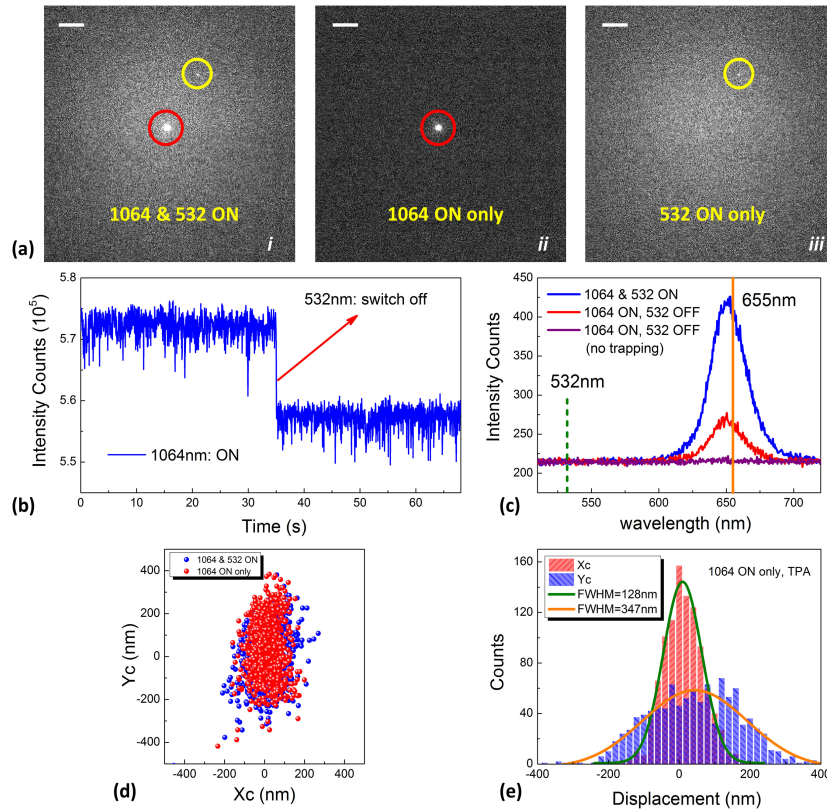 1064 & 532 ON
i
1064 ON only
ii
532 ON only
iii
(a)
5.8
5.7
5.6
5.5
Intensity Counts (10⁵)
532nm: switch off
1064nm: ON
0 10 20 30 40 50 60
Time (s)
(b)
450
400
350
300
250
200
Intensity Counts
1064 & 532 ON
1064 ON, 532 OFF
1064 ON, 532 OFF
(no trapping)
655nm
532nm
550 600 650 700
wavelength (nm)
(c)
400
200
0
-200
-400
Yc (nm)
1064 & 532 ON
1064 ON only
-400 -200 0 200 400
Xc (nm)
(d)
160
120
80
40
0
Counts
Xc
Yc
FWHM=128nm
FWHM=347nm
1064 ON only, TPA
-400 -200 0 200 400
Displacement (nm)
(e)